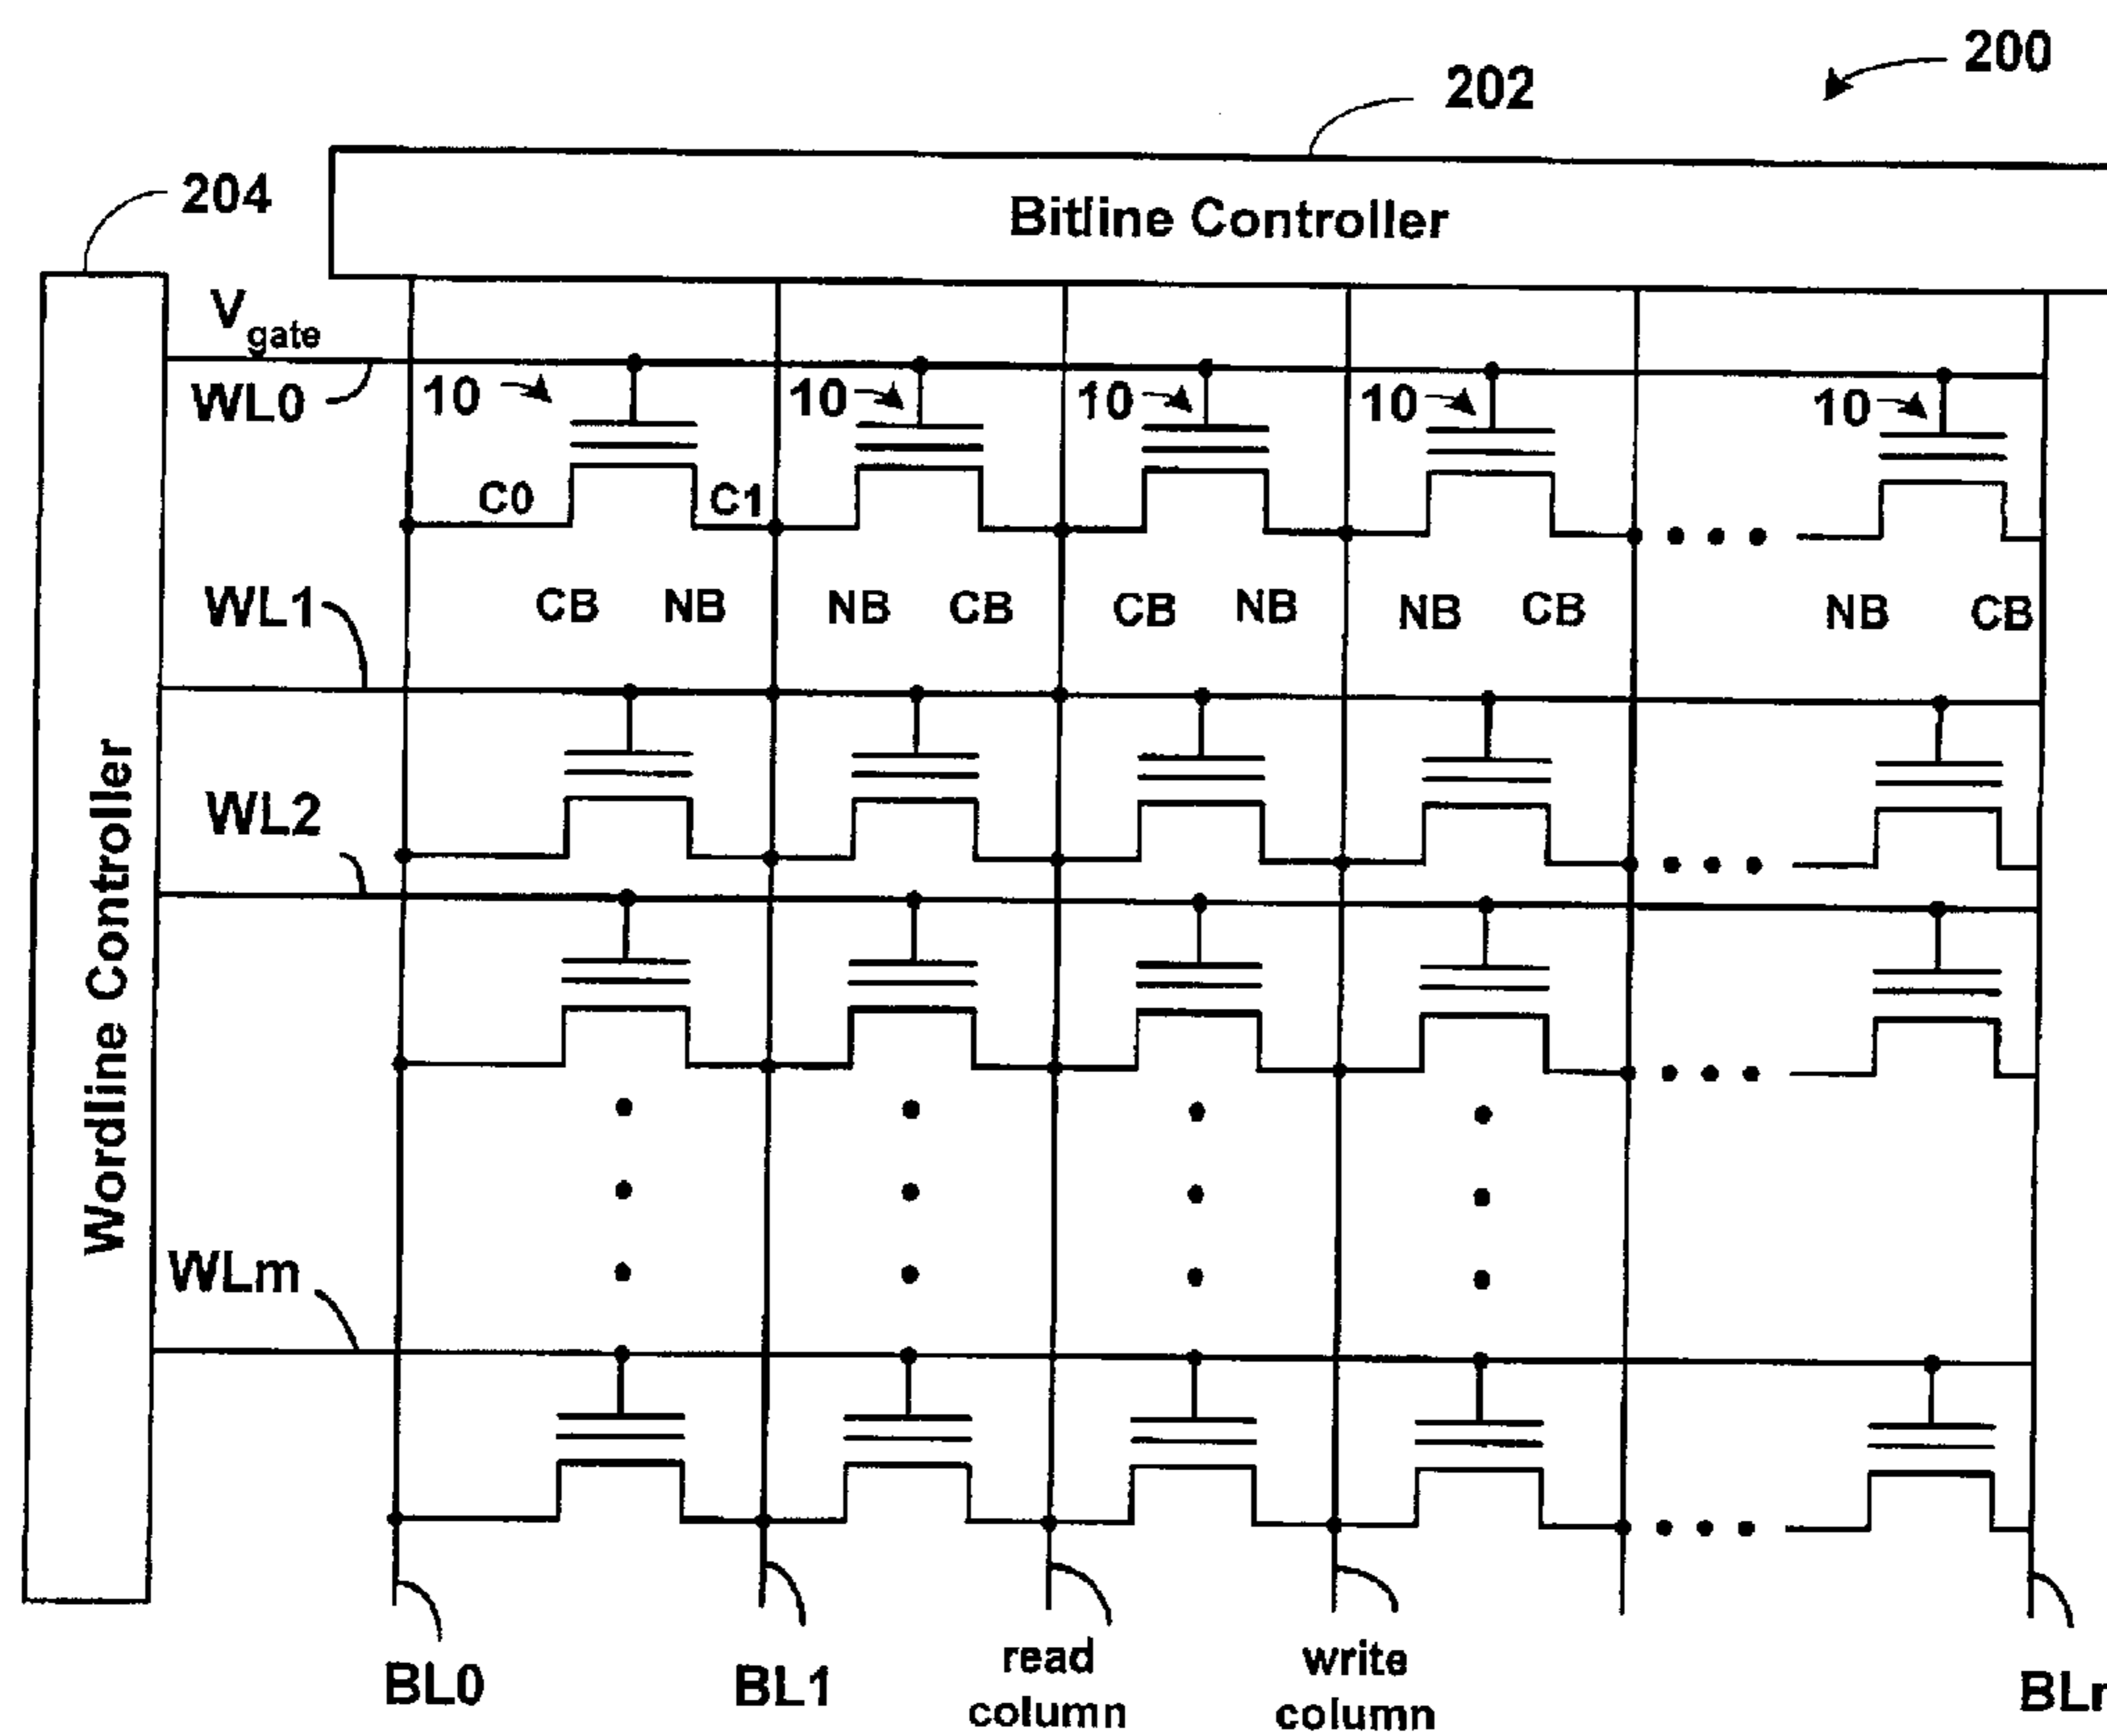 200
202
204
Bitline Controller
Vgate
WL0
10
10
10
10
10
C0
C1
WL1
CB
NB
NB
CB
CB
NB
NB
CB
NB
CB
WL2
Wordline Controller
WLm
BL0
BL1
read
column
write
column